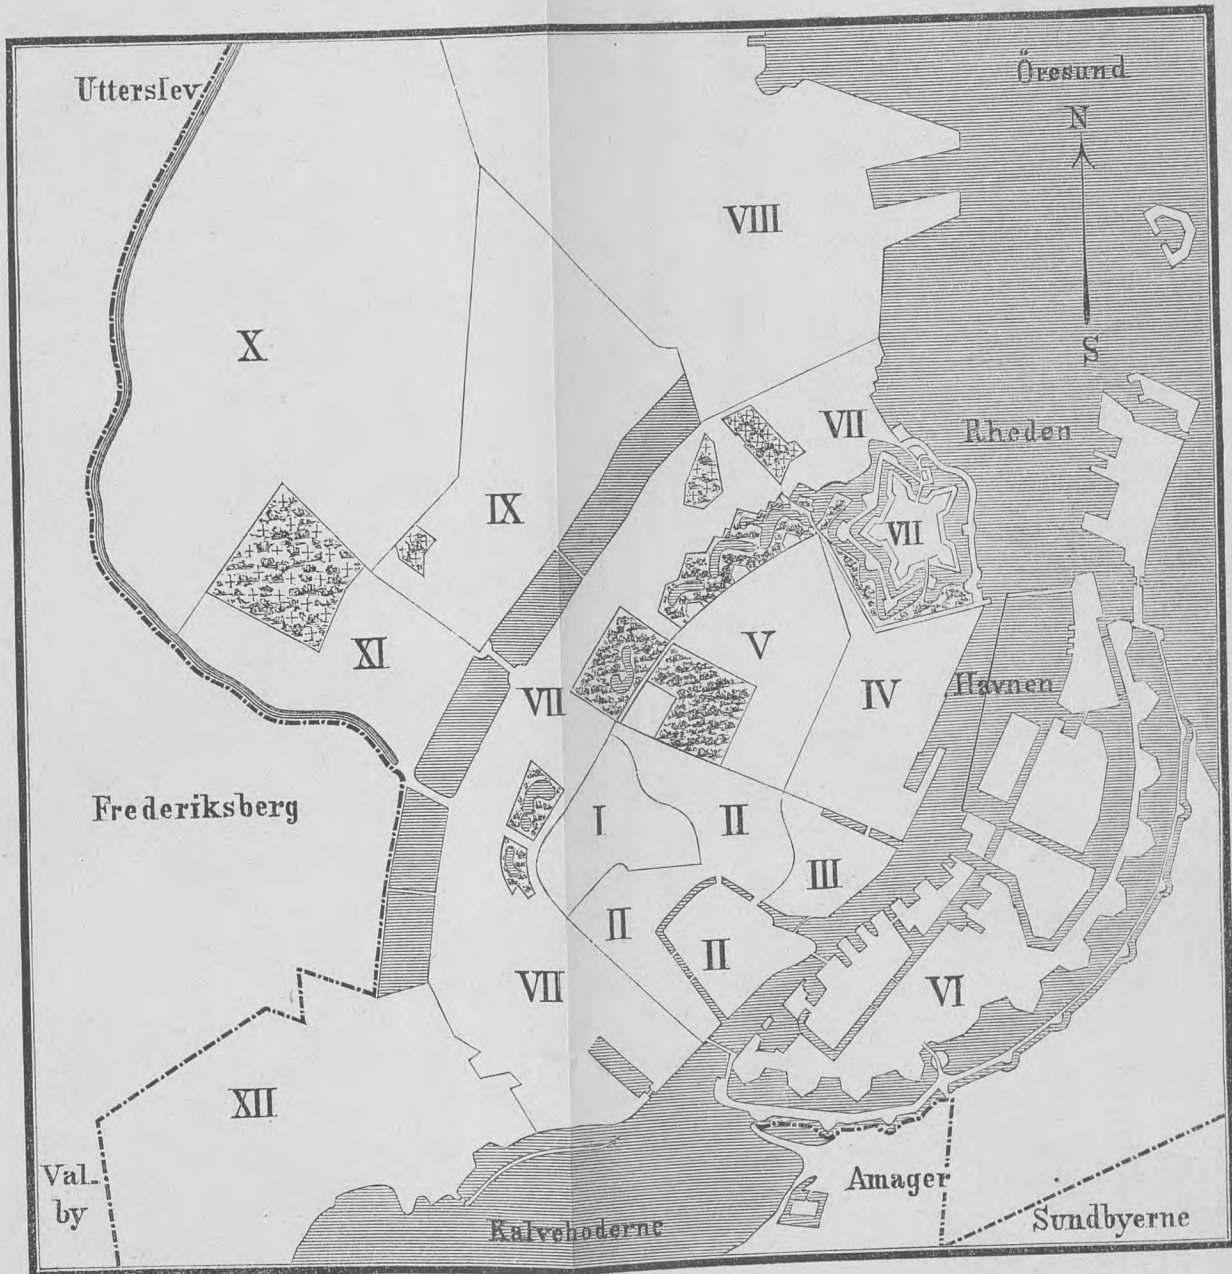 Utterslev
Öresund
N
VIII
X
S
VII
Rheden
IX
VII
XI
V
VII
IV
Havnen
Frederiksberg
I
II
III
II
II
VII
VI
XII
Val-
by
Amager
Sundbyerne
Kalveboderne